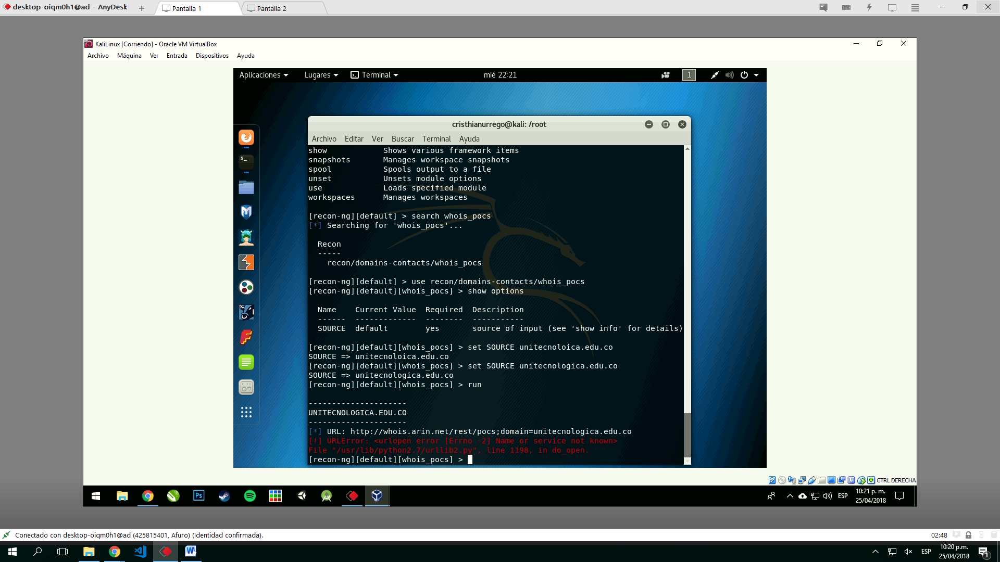 desktop-oiqm0h1@ad - AnyDesk
Pantalla 1
Pantalla 2
KaliLinux [Corriendo] - Oracle VM VirtualBox
Archivo Máquina Ver Entrada Dispositivos Ayuda
Aplicaciones Lugares Terminal mié 22:21 1
cristhianurrego@kali: /root
Archivo Editar Ver Buscar Terminal Ayuda
show Shows various framework items
snapshots Manages workspace snapshots
spool Spools output to a file
unset Unsets module options
use Loads specified module
workspaces Manages workspaces
[recon-ng][default] > search whois_pocs
[*] Searching for 'whois_pocs'...
Recon
-----
recon/domains-contacts/whois_pocs
[recon-ng][default] > use recon/domains-contacts/whois_pocs
[recon-ng][default][whois_pocs] > show options
Name Current Value Required Description
------ ------------- -------- -----------
SOURCE default yes source of input (see 'show info' for details)
[recon-ng][default][whois_pocs] > set SOURCE unitecnoloica.edu.co
SOURCE => unitecnoloica.edu.co
[recon-ng][default][whois_pocs] > set SOURCE unitecnologica.edu.co
SOURCE => unitecnologica.edu.co
[recon-ng][default][whois_pocs] > run
---------------------
UNITECNOLOGICA.EDU.CO
---------------------
[*] URL: http://whois.arin.net/rest/pocs;domain=unitecnologica.edu.co
[!] URLError: <urlopen error [Errno -2] Name or service not known>
File "/usr/lib/python2.7/urllib2.py", line 1198, in do_open.
[recon-ng][default][whois_pocs] >
CTRL DERECHA
Ps
ESP
10:21 p. m.
25/04/2018
Conectado con desktop-oiqm0h1@ad (425815401, Afuro) (Identidad confirmada).
02:48
ESP
10:20 p.m.
25/04/2018
1